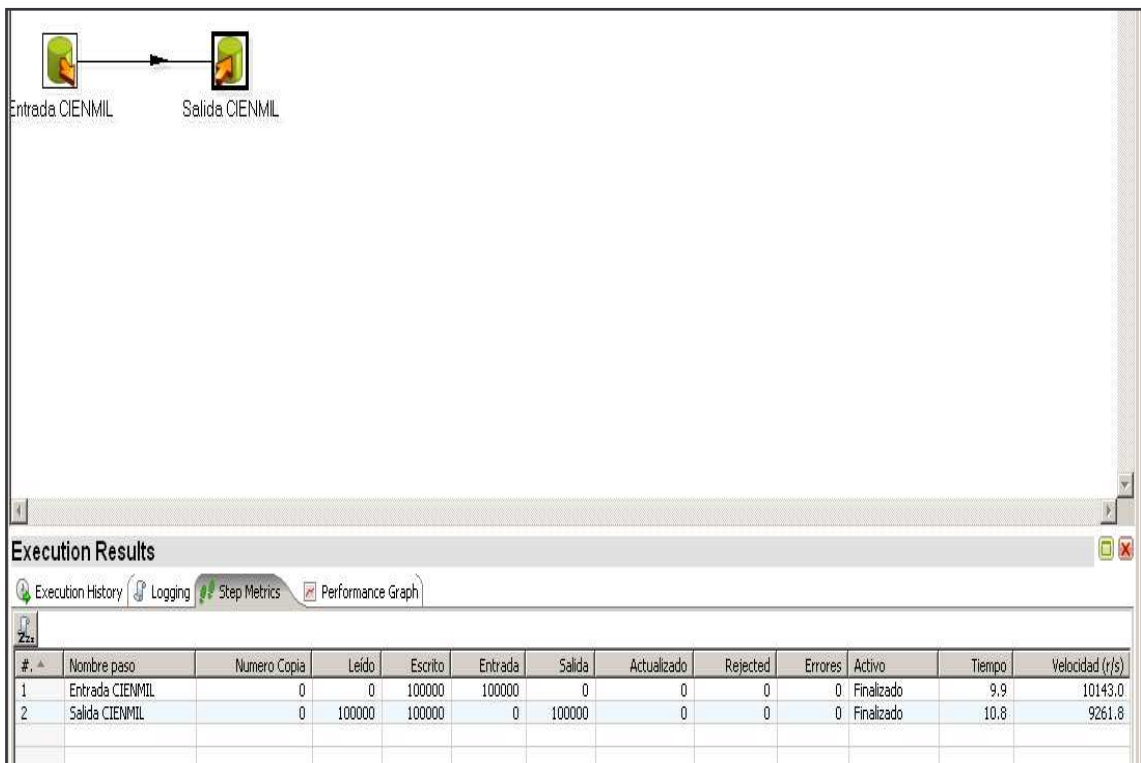 Entrada CIENMIL Salida CIENMIL
Execution Results
Execution History Logging Step Metrics Performance Graph
Zzz
#. Nombre paso Numero Copia Leído Escrito Entrada Salida Actualizado Rejected Errores Activo Tiempo Velocidad (r/s)
1 Entrada CIENMIL 0 0 100000 100000 0 0 0 0 Finalizado 9.9 10143.0
2 Salida CIENMIL 0 100000 100000 0 100000 0 0 0 Finalizado 10.8 9261.8